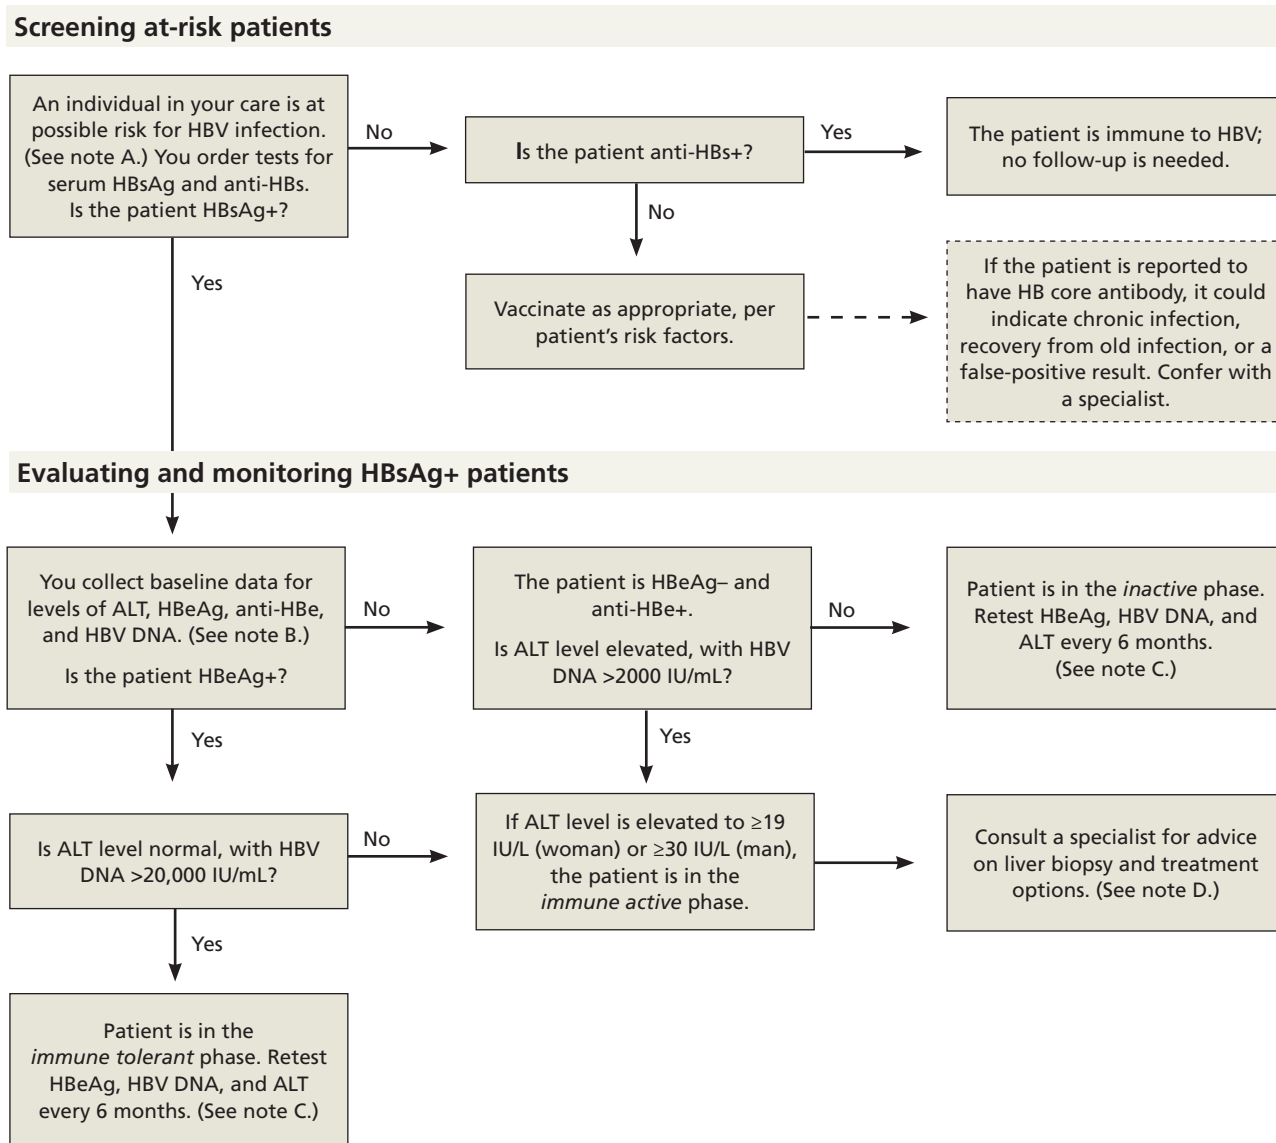 Screening at-risk patients
An individual in your care is at
possible risk for HBV infection.
(See note A.) You order tests for
serum HBsAg and anti-HBs.
Is the patient HBsAg+?
No
Is the patient anti-HBs+?
Yes
The patient is immune to HBV;
no follow-up is needed.
No
Yes
Vaccinate as appropriate, per
patient’s risk factors.
If the patient is reported to
have HB core antibody, it could
indicate chronic infection,
recovery from old infection, or a
false-positive result. Confer with
a specialist.
Evaluating and monitoring HBsAg+ patients
You collect baseline data for
levels of ALT, HBeAg, anti-HBe,
and HBV DNA. (See note B.)
Is the patient HBeAg+?
No
The patient is HBeAg– and
anti-HBe+.
Is ALT level elevated, with HBV
DNA >2000 IU/mL?
No
Patient is in the inactive phase.
Retest HBeAg, HBV DNA, and
ALT every 6 months.
(See note C.)
Yes
Yes
Is ALT level normal, with HBV
DNA >20,000 IU/mL?
No
If ALT level is elevated to ≥19
IU/L (woman) or ≥30 IU/L (man),
the patient is in the
immune active phase.
Consult a specialist for advice
on liver biopsy and treatment
options. (See note D.)
Yes
Patient is in the
immune tolerant phase. Retest
HBeAg, HBV DNA, and ALT
every 6 months. (See note C.)